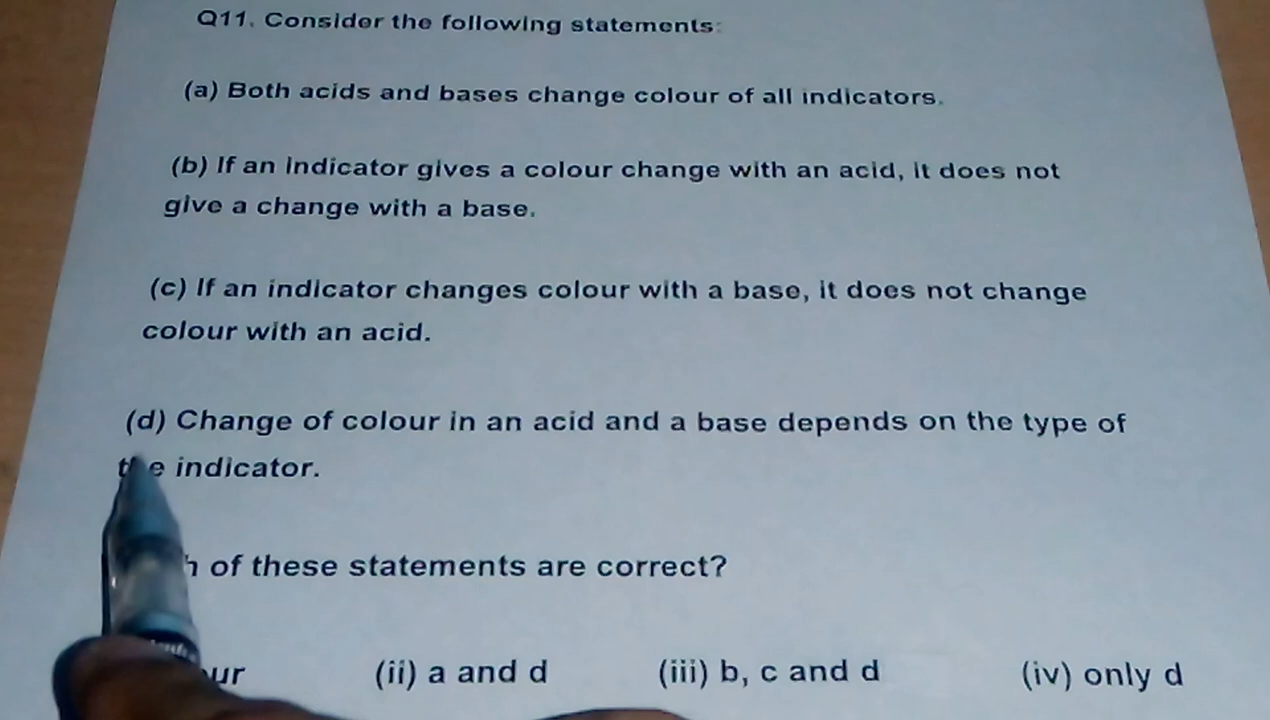 Q11. Consider the following statements:
(a) Both acids and bases change colour of all indicators.
(b) If an indicator gives a colour change with an acid, it does not
give a change with a base.
(c) If an indicator changes colour with a base, it does not change
colour with an acid.
(d) Change of colour in an acid and a base depends on the type of
the indicator.
of these statements are correct?
(ii) a and d (iii) b, c and d (iv) only d